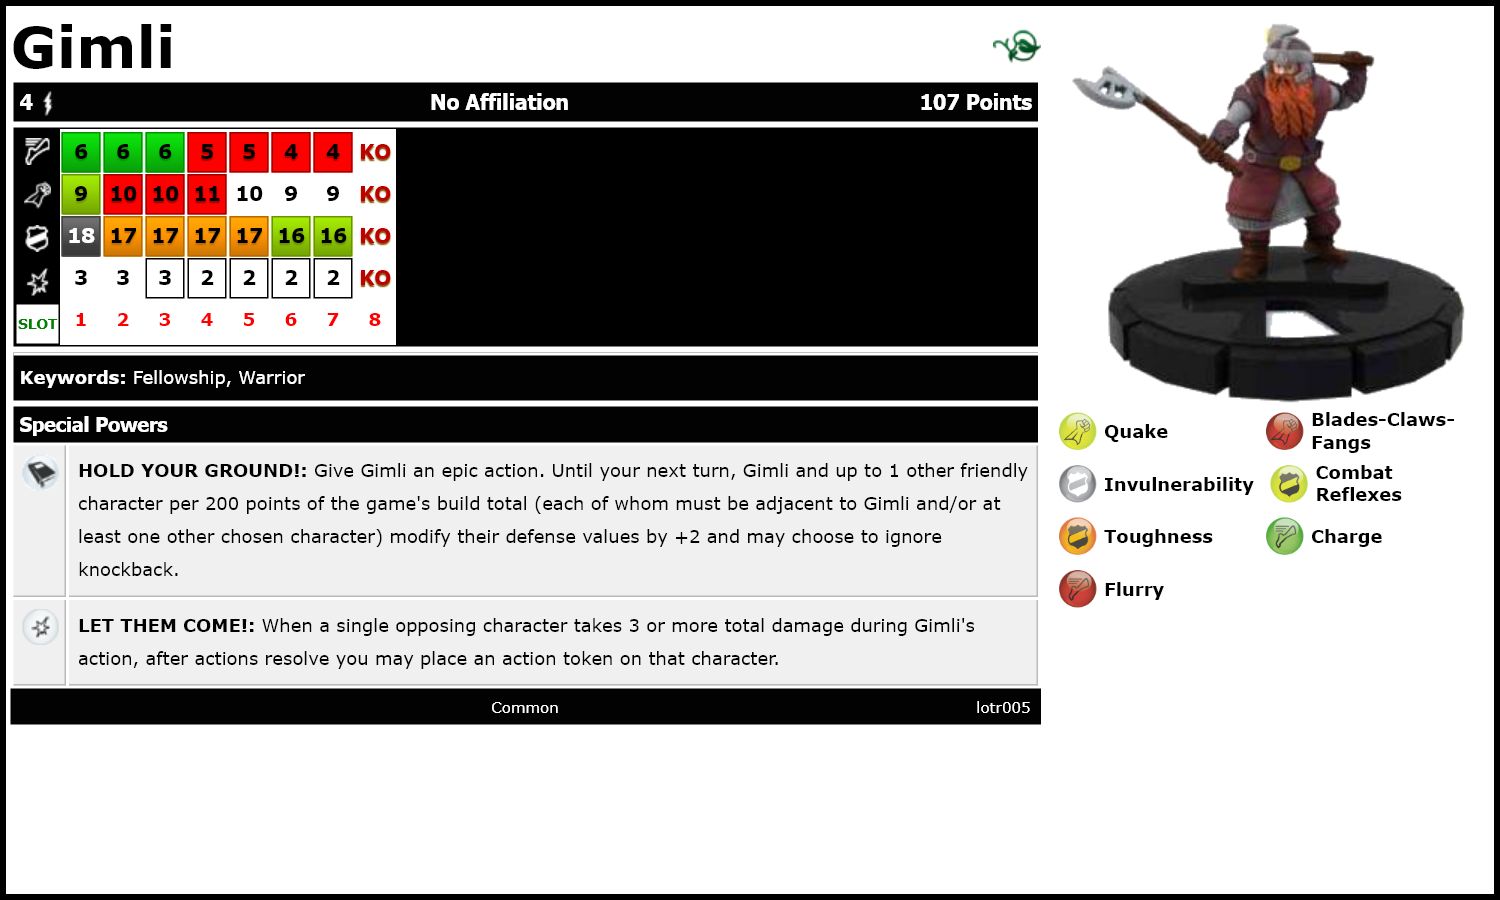 Gimli
4 No Affiliation 107 Points
6 6 6 5 5 4 4 KO
9 10 10 11 10 9 9 KO
18 17 17 17 17 16 16 KO
3 3 3 2 2 2 2 KO
SLOT 1 2 3 4 5 6 7 8
Keywords: Fellowship, Warrior
Special Powers
HOLD YOUR GROUND!: Give Gimli an epic action. Until your next turn, Gimli and up to 1 other friendly
character per 200 points of the game's build total (each of whom must be adjacent to Gimli and/or at
least one other chosen character) modify their defense values by +2 and may choose to ignore
knockback.
LET THEM COME!: When a single opposing character takes 3 or more total damage during Gimli's
action, after actions resolve you may place an action token on that character.
Common lotr005
Quake
Blades-Claws-
Fangs
Invulnerability
Combat
Reflexes
Toughness
Charge
Flurry